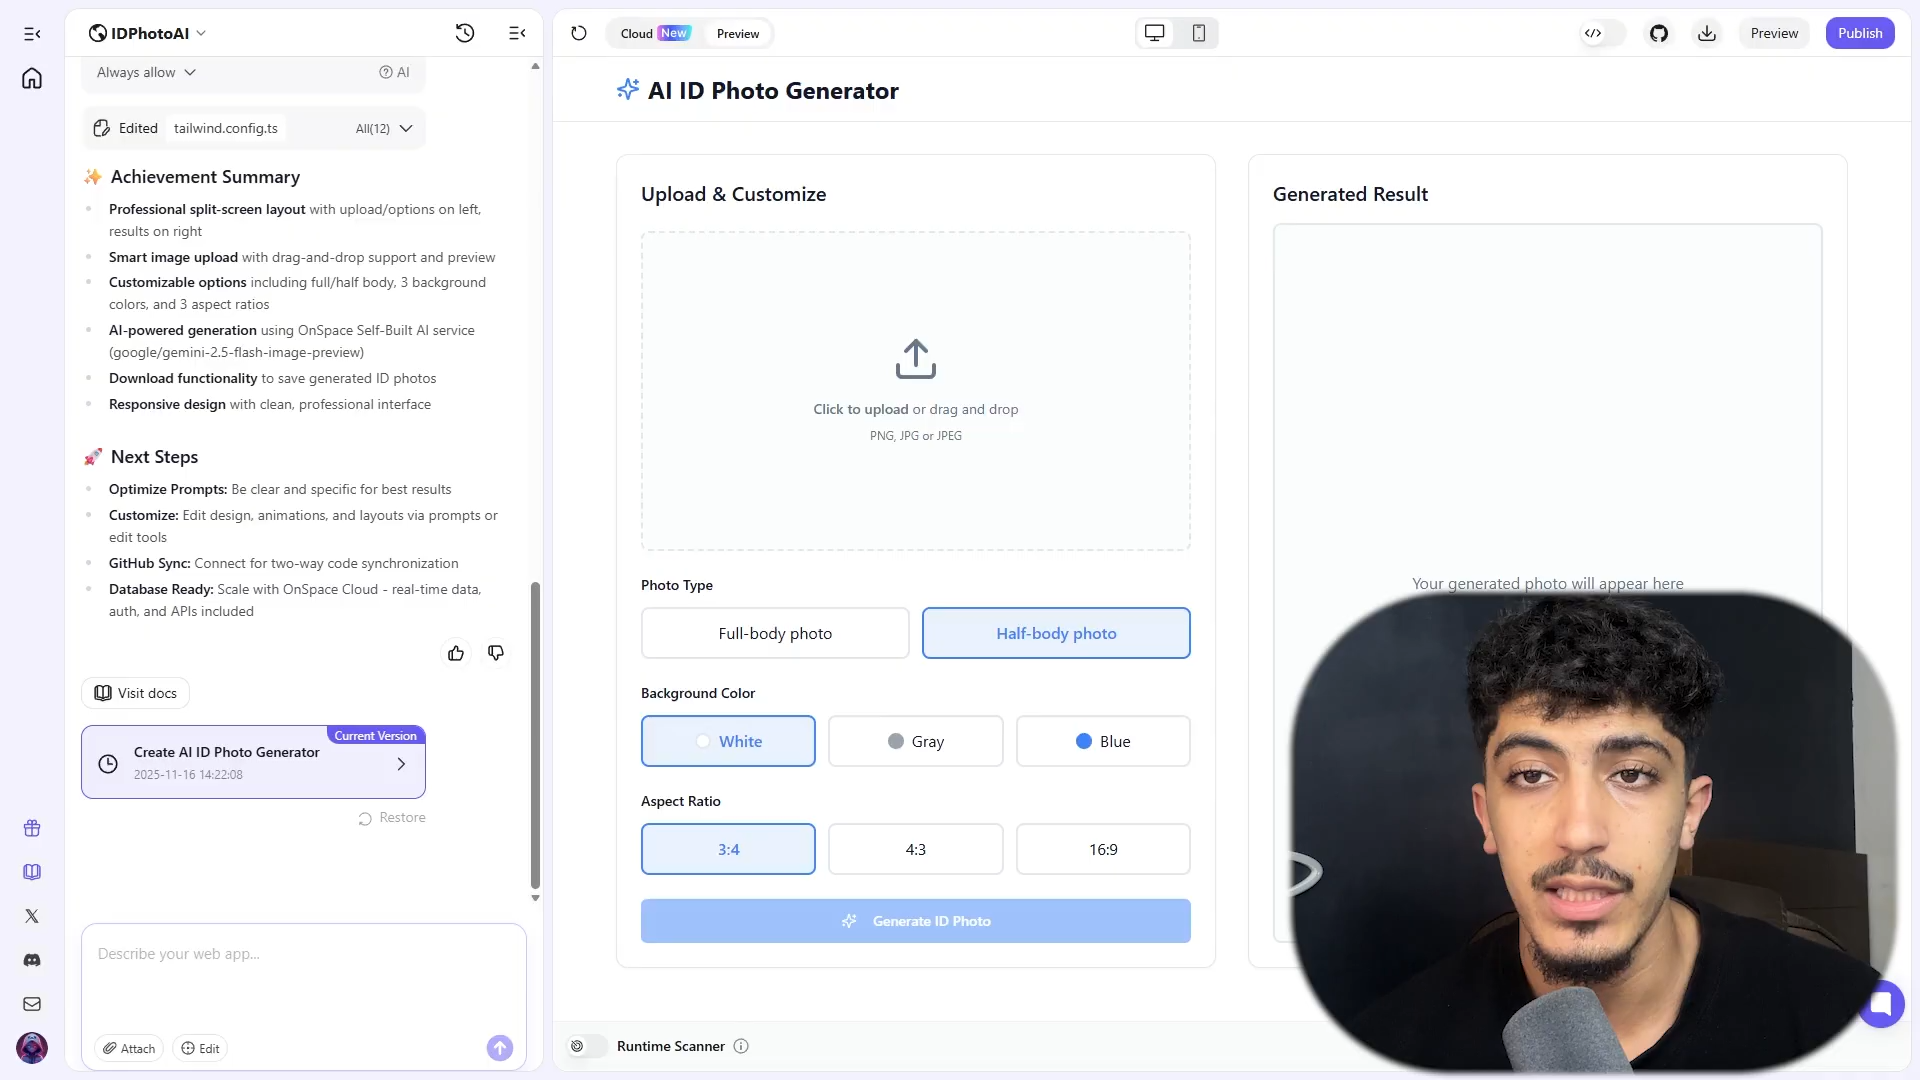 IDPhotoAI
Always allow
AI
Edited tailwind.config.ts All(12)
✨ Achievement Summary
Professional split-screen layout with upload/options on left,
results on right
Smart image upload with drag-and-drop support and preview
Customizable options including full/half body, 3 background
colors, and 3 aspect ratios
AI-powered generation using OnSpace Self-Built AI service
(google/gemini-2.5-flash-image-preview)
Download functionality to save generated ID photos
Responsive design with clean, professional interface
🚀 Next Steps
Optimize Prompts: Be clear and specific for best results
Customize: Edit design, animations, and layouts via prompts or
edit tools
GitHub Sync: Connect for two-way code synchronization
Database Ready: Scale with OnSpace Cloud - real-time data,
auth, and APIs included
Visit docs
Current Version
Create AI ID Photo Generator
2025-11-16 14:22:08
Restore
Describe your web app...
Attach
Edit
Cloud New Preview
Preview
Publish
AI ID Photo Generator
Upload & Customize
Click to upload or drag and drop
PNG, JPG or JPEG
Photo Type
Full-body photo
Half-body photo
Background Color
White
Gray
Blue
Aspect Ratio
3:4
4:3
16:9
Generate ID Photo
Generated Result
Your generated photo will appear here
Runtime Scanner